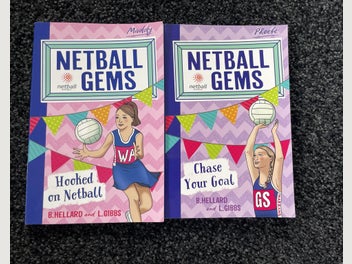 Maddy
NETBALL
GEMS
netball
WA
Hooked
on Netball
B.HELLARD and L.GIBBS
Phoebe
NETBALL
GEMS
netball
GS
Chase
Your Goal
B.HELLARD
and L.GIBBS